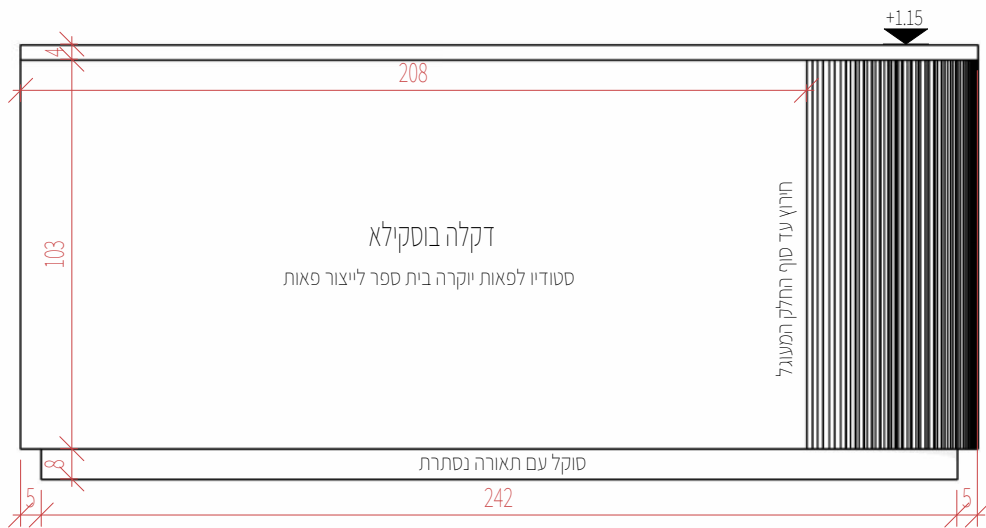 +1.15
4
208
103
דקלה בוסקילא
סטודיו לפאות יוקרה בית ספר לייצור פאות
חירוץ עד סוף החלק המעוגל
8
סוקל עם תאורה נסתרת
5
242
5